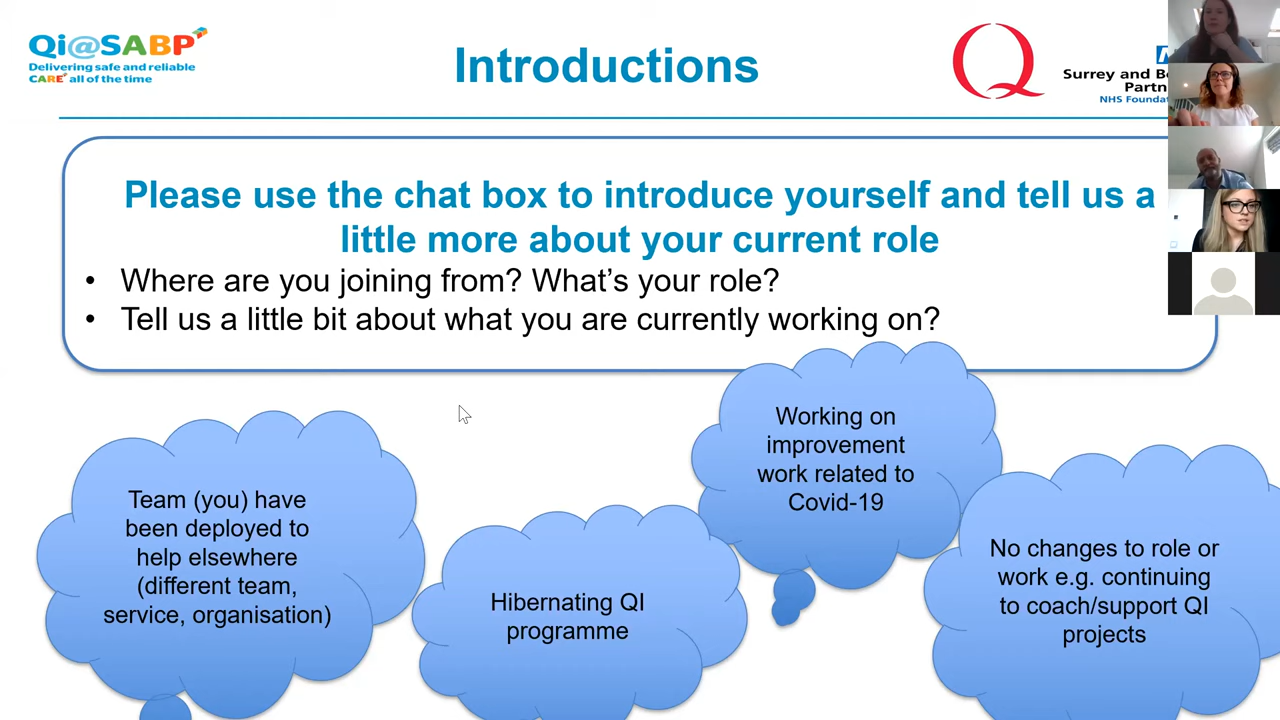 Qi@SABP
Delivering safe and reliable
CARE all of the time
Introductions
Q
Surrey and Bo
Partn
NHS Foundat
Please use the chat box to introduce yourself and tell us a
little more about your current role
• Where are you joining from? What’s your role?
• Tell us a little bit about what you are currently working on?
Working on
improvement
work related to
Covid-19
Team (you) have
been deployed to
help elsewhere
(different team,
service, organisation)
Hibernating QI
programme
No changes to role or
work e.g. continuing
to coach/support QI
projects